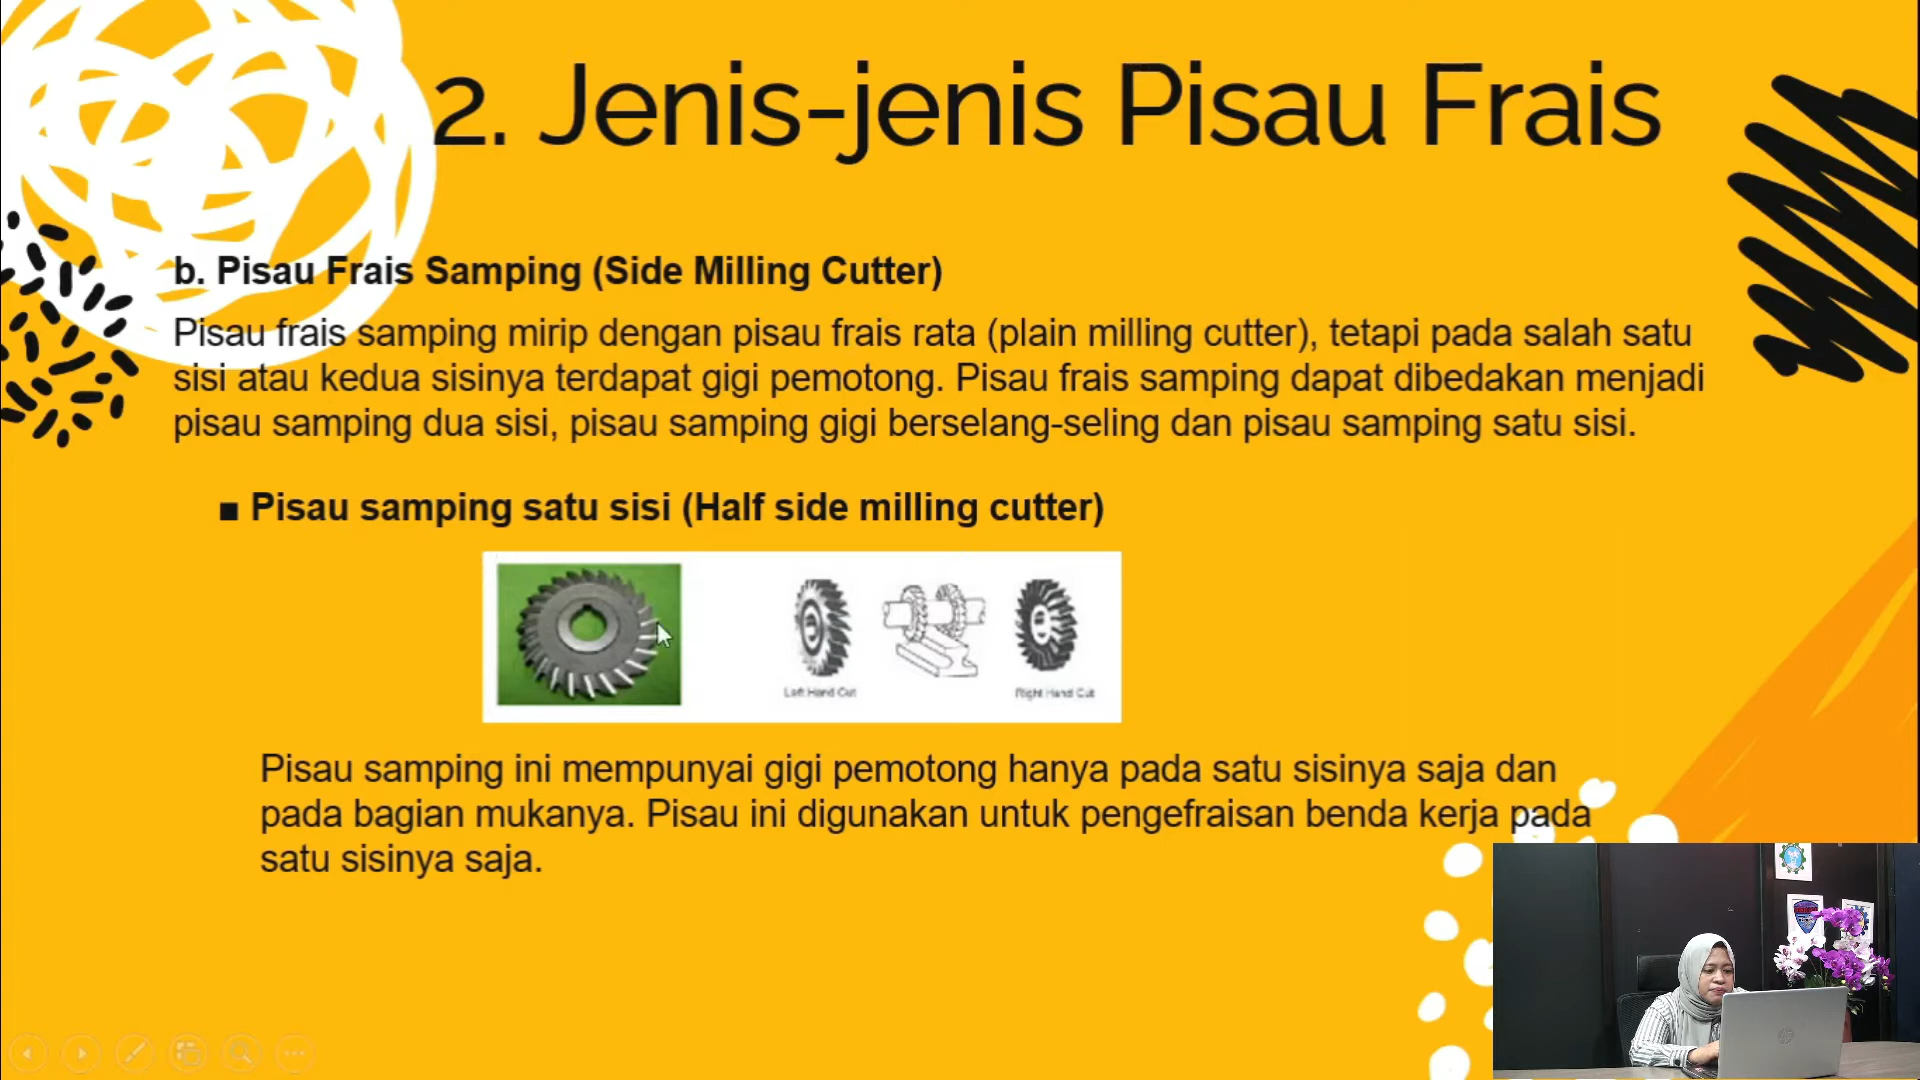 2. Jenis-jenis Pisau Frais
b. Pisau Frais Samping (Side Milling Cutter)
Pisau frais samping mirip dengan pisau frais rata (plain milling cutter), tetapi pada salah satu
sisi atau kedua sisinya terdapat gigi pemotong. Pisau frais samping dapat dibedakan menjadi
pisau samping dua sisi, pisau samping gigi berselang-seling dan pisau samping satu sisi.
■ Pisau samping satu sisi (Half side milling cutter)
Left Hand Cut
Right Hand Cut
Pisau samping ini mempunyai gigi pemotong hanya pada satu sisinya saja dan
pada bagian mukanya. Pisau ini digunakan untuk pengefraisan benda kerja pada
satu sisinya saja.